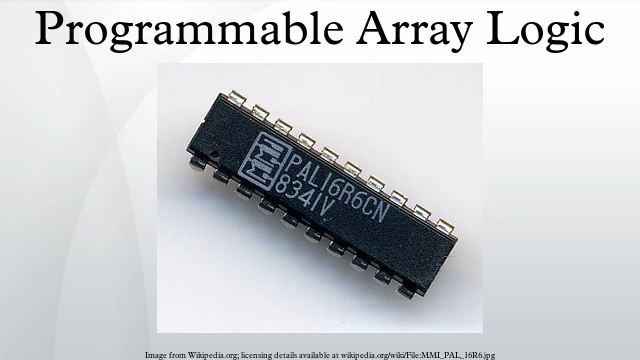 Programmable Array Logic
MMI
PAL16R6CN
8341V
Image from Wikipedia.org; licensing details available at wikipedia.org/wiki/File:MMI_PAL_16R6.jpg